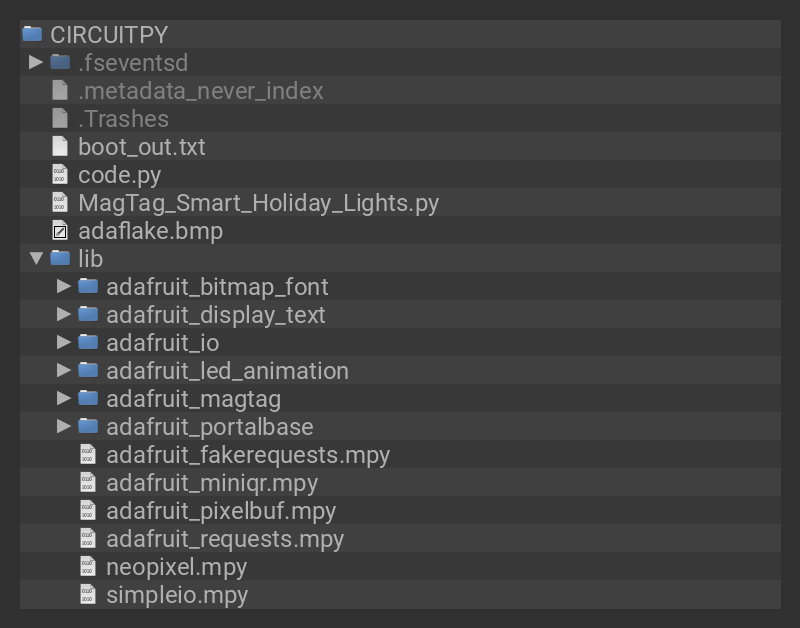 CIRCUITPY
.fseventsd
.metadata_never_index
.Trashes
boot_out.txt
code.py
MagTag_Smart_Holiday_Lights.py
adaflake.bmp
lib
adafruit_bitmap_font
adafruit_display_text
adafruit_io
adafruit_led_animation
adafruit_magtag
adafruit_portalbase
adafruit_fakerequests.mpy
adafruit_miniqr.mpy
adafruit_pixelbuf.mpy
adafruit_requests.mpy
neopixel.mpy
simpleio.mpy